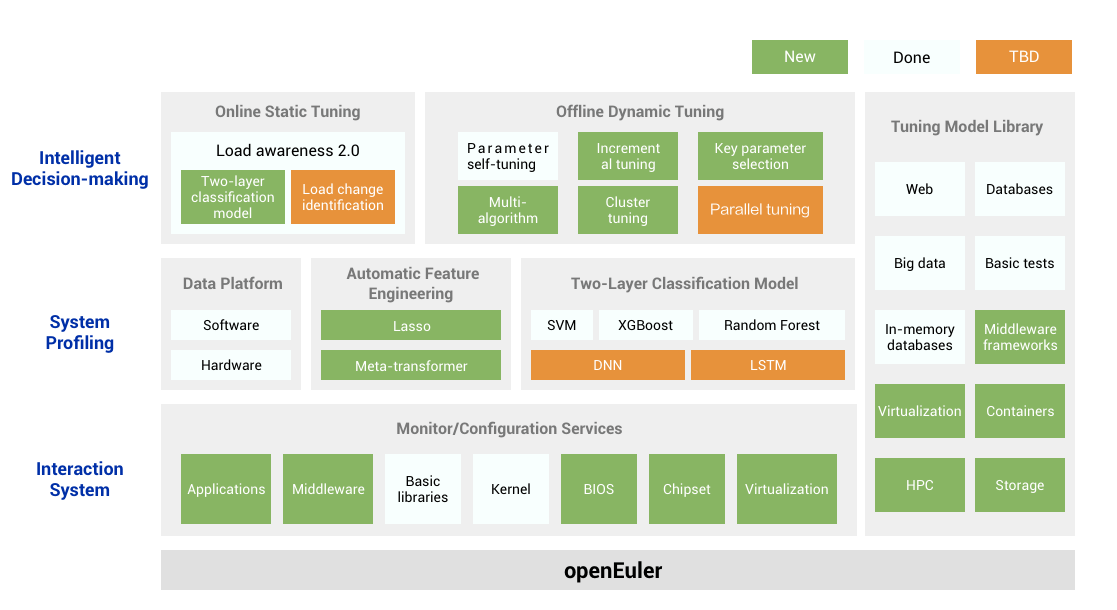 New
Done
TBD
Intelligent
Decision-making
Online Static Tuning
Load awareness 2.0
Two-layer
classification
model
Load change
identification
Offline Dynamic Tuning
Parameter
self-tuning
Increment
al tuning
Key parameter
selection
Multi-
algorithm
Cluster
tuning
Parallel tuning
Tuning Model Library
Web
Databases
Big data
Basic tests
In-memory
databases
Middleware
frameworks
Virtualization
Containers
HPC
Storage
System
Profiling
Data Platform
Software
Hardware
Automatic Feature
Engineering
Lasso
Meta-transformer
Two-Layer Classification Model
SVM
XGBoost
Random Forest
DNN
LSTM
Interaction
System
Monitor/Configuration Services
Applications
Middleware
Basic
libraries
Kernel
BIOS
Chipset
Virtualization
openEuler